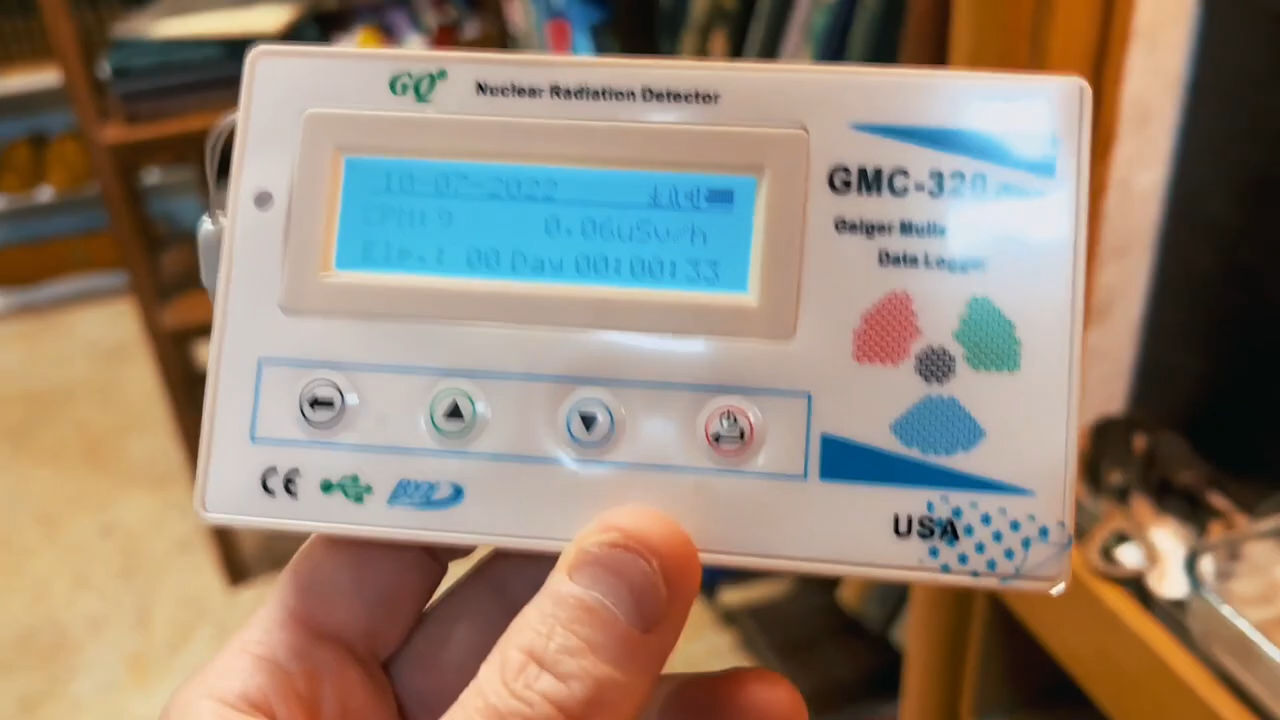 GQ®
Nuclear Radiation Detector
10-07-2022
CPM:9 0.06uSv/h
Elp.: 00 Day 00:00:33
GMC-320
Geiger
Data Logger
CE
USA